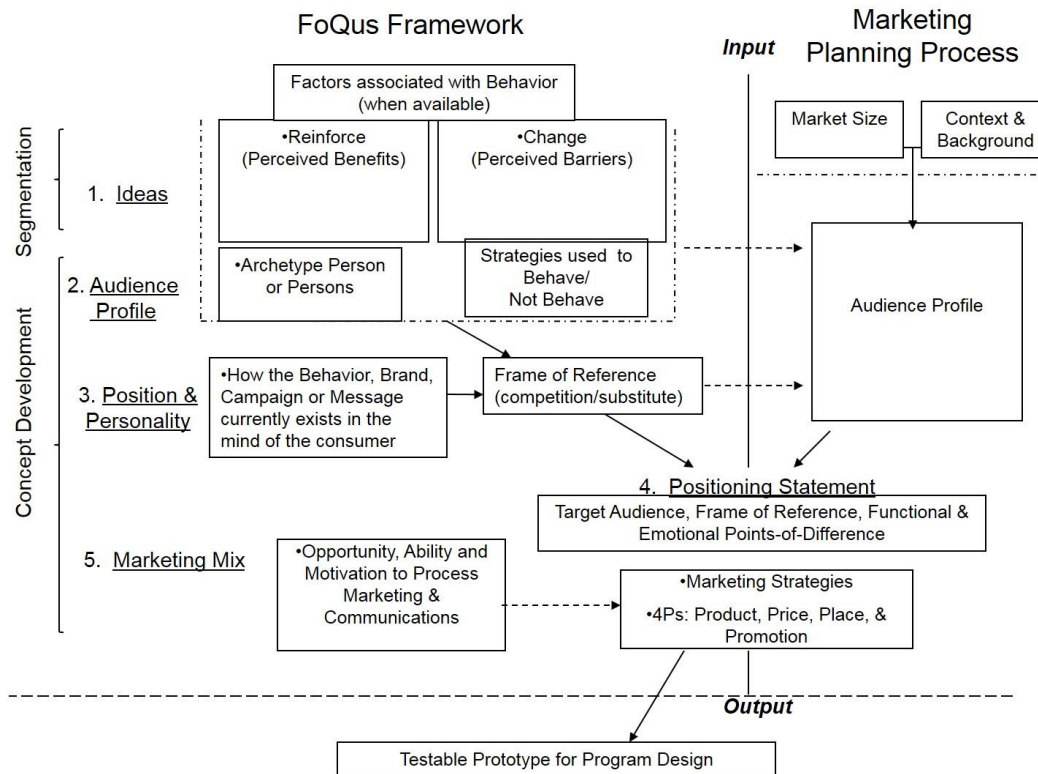 FoQus Framework
Marketing
Planning Process
Input
Factors associated with Behavior
(when available)
Market Size
Context &
Background
Segmentation
•Reinforce
(Perceived Benefits)
•Change
(Perceived Barriers)
1. Ideas
2. Audience
Profile
•Archetype Person
or Persons
Strategies used to
Behave/
Not Behave
Audience Profile
Concept Development
3. Position &
Personality
•How the Behavior, Brand,
Campaign or Message
currently exists in the
mind of the consumer
Frame of Reference
(competition/substitute)
4. Positioning Statement
Target Audience, Frame of Reference, Functional &
Emotional Points-of-Difference
5. Marketing Mix
•Opportunity, Ability and
Motivation to Process
Marketing &
Communications
•Marketing Strategies
•4Ps: Product, Price, Place, &
Promotion
Output
Testable Prototype for Program Design